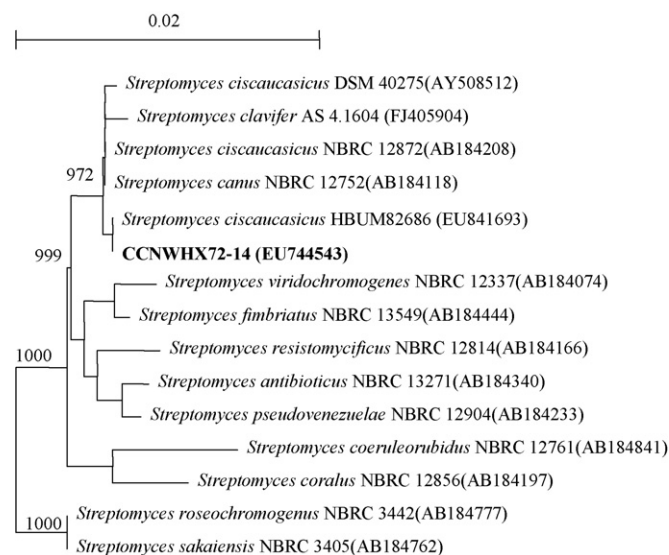 0.02
Streptomyces ciscaucasicus DSM 40275(AY508512)
Streptomyces clavifer AS 4.1604 (FJ405904)
Streptomyces ciscaucasicus NBRC 12872(AB184208)
972
Streptomyces canus NBRC 12752(AB184118)
Streptomyces ciscaucasicus HBUM82686 (EU841693)
999
CCNWHX72-14 (EU744543)
Streptomyces viridochromogenes NBRC 12337(AB184074)
Streptomyces fimbriatus NBRC 13549(AB184444)
1000
Streptomyces resistomycificus NBRC 12814(AB184166)
Streptomyces antibioticus NBRC 13271(AB184340)
Streptomyces pseudovenezuelae NBRC 12904(AB184233)
Streptomyces coeruleorubidus NBRC 12761(AB184841)
Streptomyces coralus NBRC 12856(AB184197)
Streptomyces roseochromogenus NBRC 3442(AB184777)
1000
Streptomyces sakaiensis NBRC 3405(AB184762)